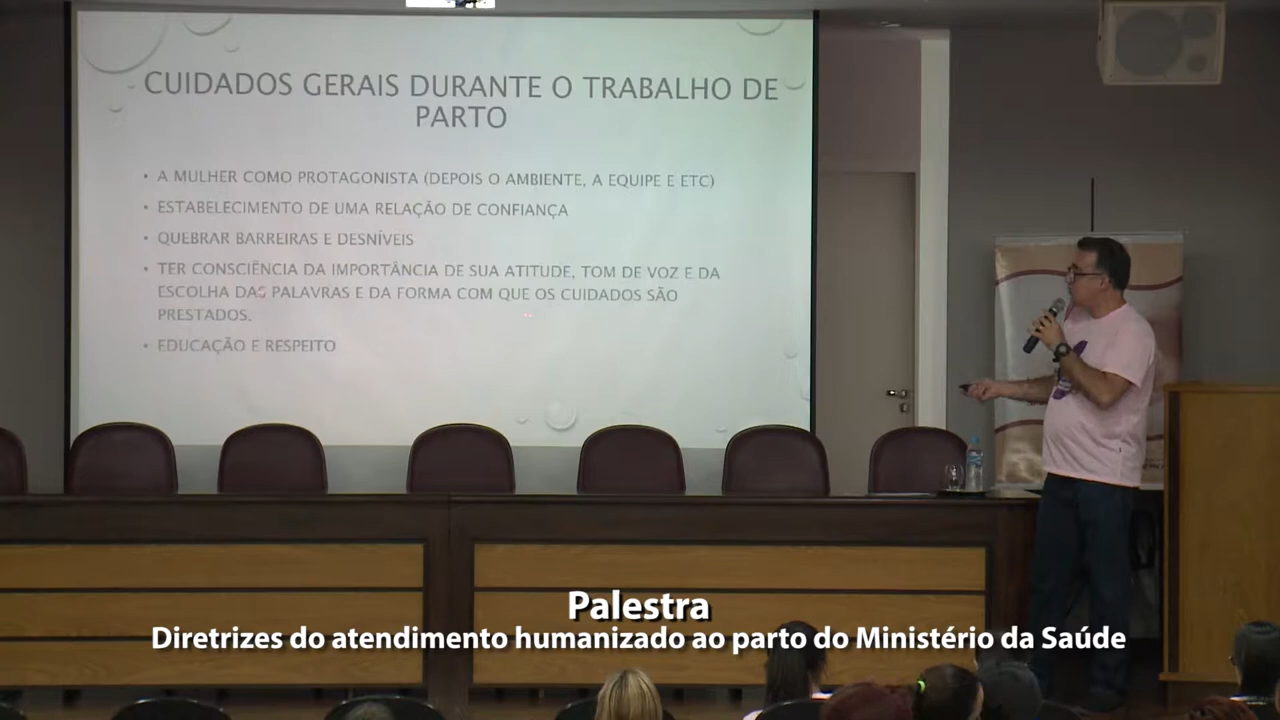 CUIDADOS GERAIS DURANTE O TRABALHO DE
PARTO
• A MULHER COMO PROTAGONISTA (DEPOIS O AMBIENTE, A EQUIPE E ETC)
• ESTABELECIMENTO DE UMA RELAÇÃO DE CONFIANÇA
• QUEBRAR BARREIRAS E DESNÍVEIS
• TER CONSCIÊNCIA DA IMPORTÂNCIA DE SUA ATITUDE, TOM DE VOZ E DA
ESCOLHA DAS PALAVRAS E DA FORMA COM QUE OS CUIDADOS SÃO
PRESTADOS.
• EDUCAÇÃO E RESPEITO
Palestra
Diretrizes do atendimento humanizado ao parto do Ministério da Saúde